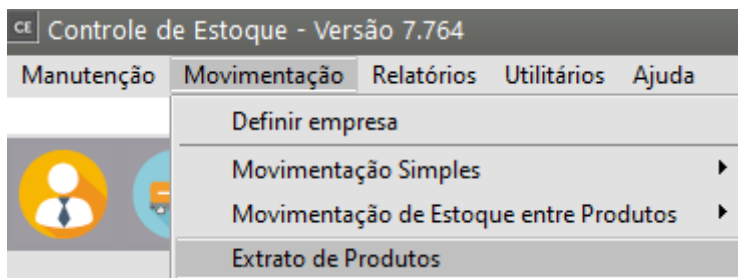 CE Controle de Estoque - Versão 7.764
Manutenção Movimentação Relatórios Utilitários Ajuda
Definir empresa
Movimentação Simples
Movimentação de Estoque entre Produtos
Extrato de Produtos